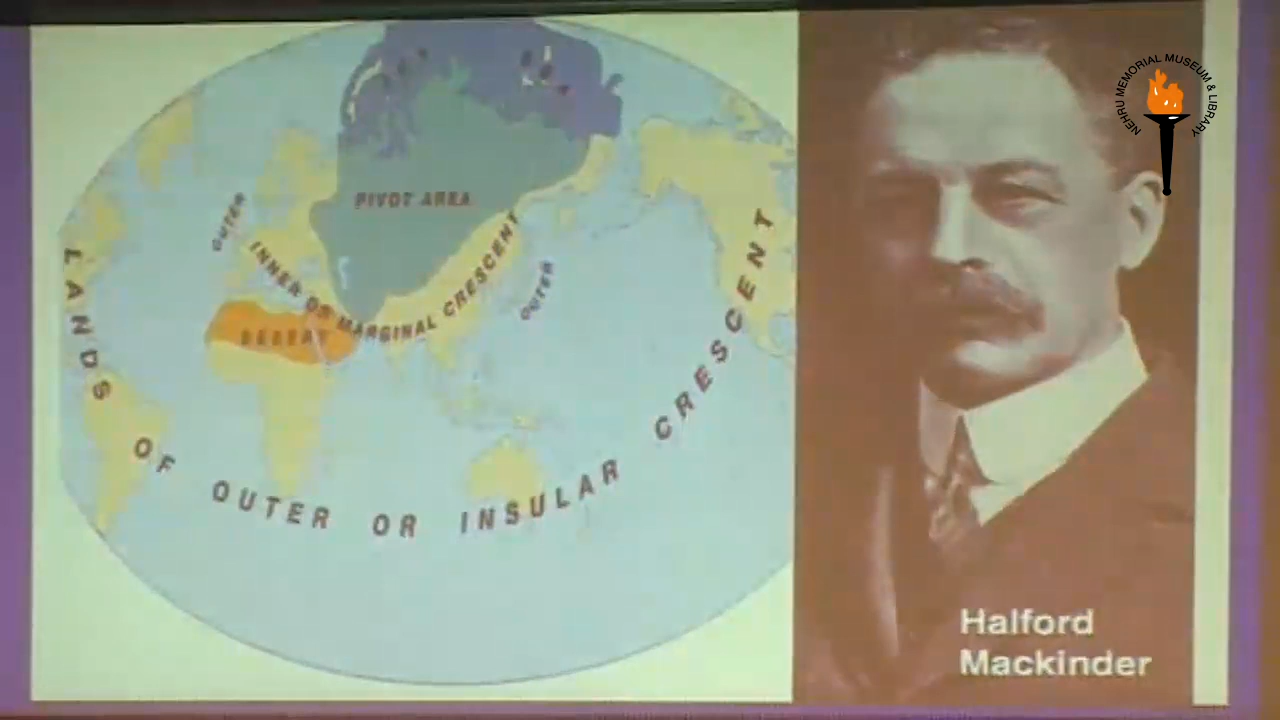 PIVOT AREA
OUTER
INNER OR MARGINAL CRESCENT
OUTER
DESERT
LANDS OF OUTER OR INSULAR CRESCENT
NEHRU MEMORIAL MUSEUM & LIBRARY
Halford
Mackinder